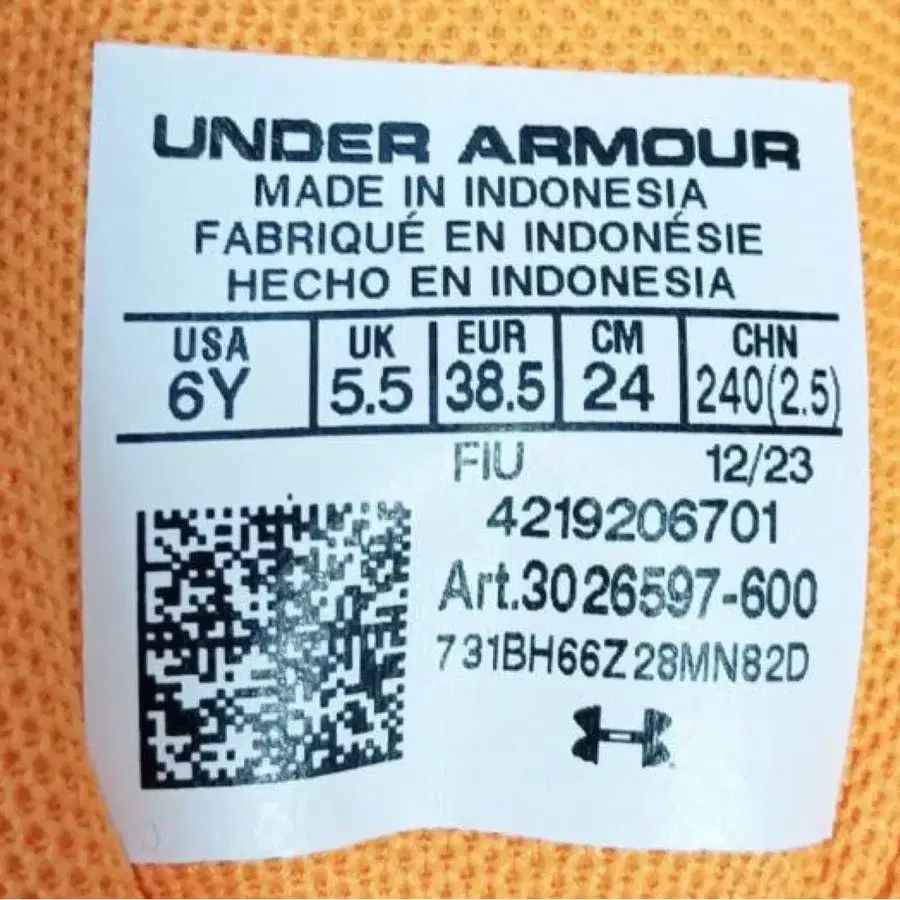 UNDER ARMOUR
MADE IN INDONESIA
FABRIQUÉ EN INDONÉSIE
HECHO EN INDONESIA
USA UK EUR CM CHN
6Y 5.5 38.5 24 240(2.5)
FIU 12/23
4219206701
Art.3026597-600
731BH66Z28MN82D